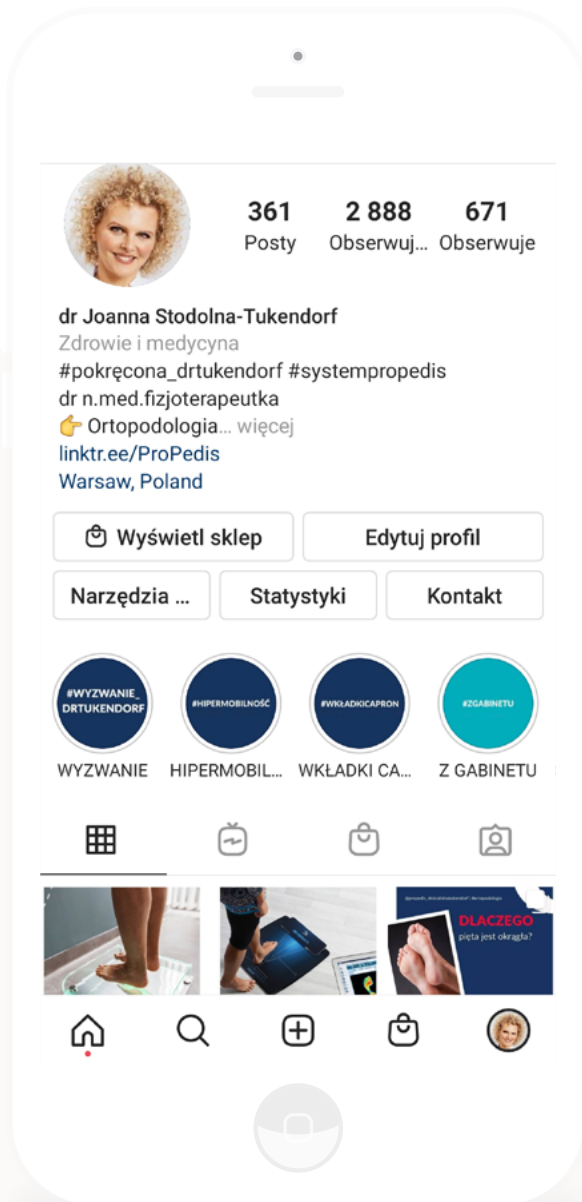 361 2 888 671
Posty Obserwuj... Obserwuje
dr Joanna Stodolna-Tukendorf
Zdrowie i medycyna
#pokręcona_drtukendorf #systempropedis
dr n.med.fizjoterapeutka
👉 Ortopodologia... więcej
linktr.ee/ProPedis
Warsaw, Poland
Wyświetl sklep Edytuj profil
Narzędzia ... Statystyki Kontakt
#WYZWANIE_
DRTUKENDORF #HIPERMOBILNOŚĆ #WKŁADKICAPRON #ZGABINETU
WYZWANIE HIPERMOBIL... WKŁADKI CA... Z GABINETU
DLACZEGO
pięta jest okrągła?